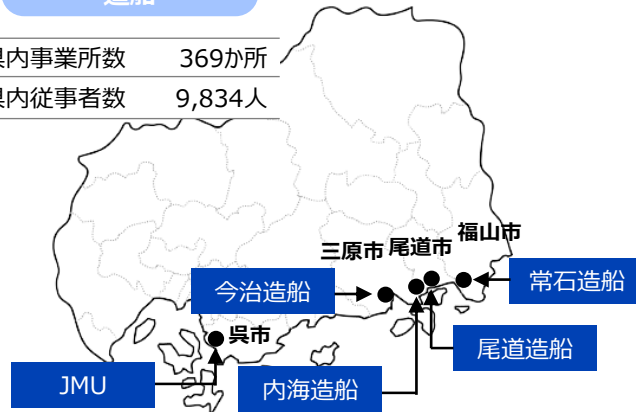 造船
県内事業所数 369か所
県内従事者数 9,834人
福山市
三原市 尾道市
今治造船
常石造船
呉市
尾道造船
JMU
内海造船